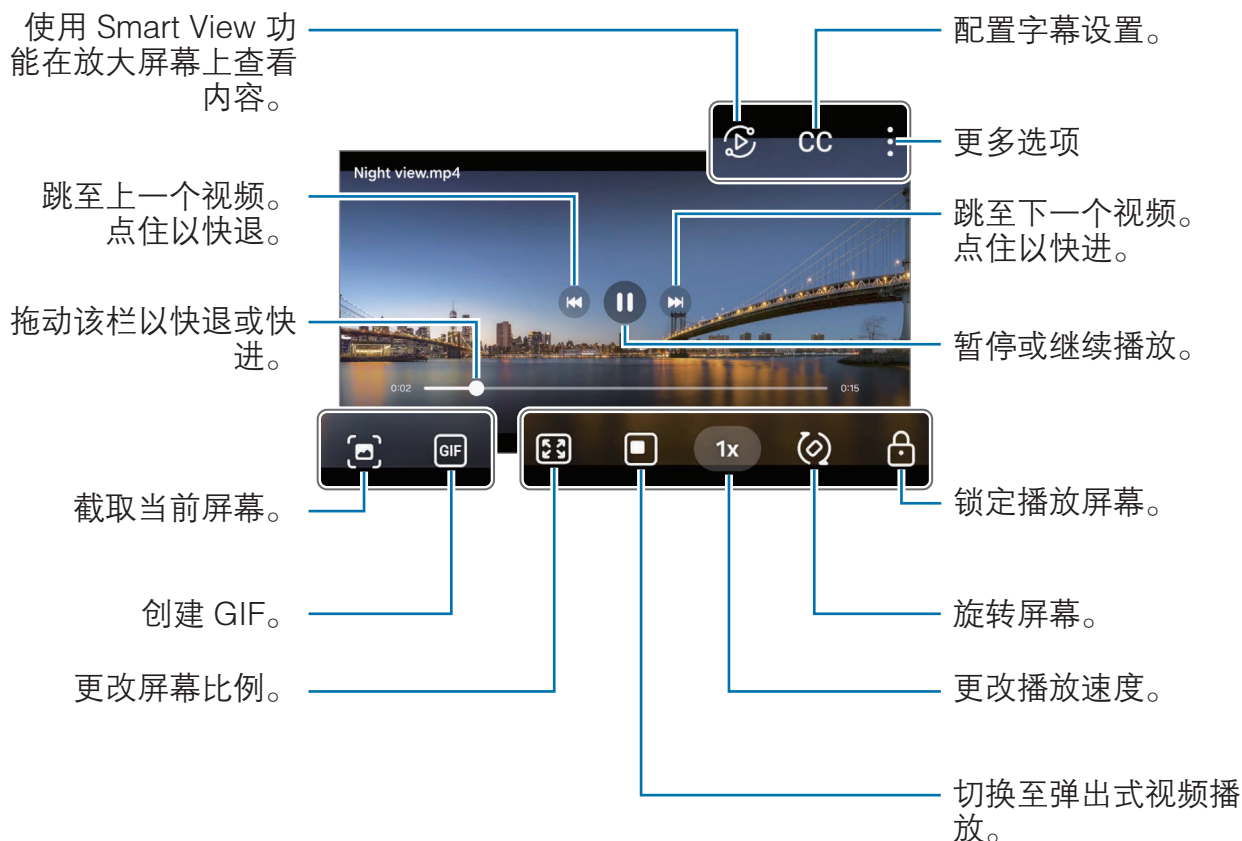 使用 Smart View 功
能在放大屏幕上查看
内容。
配置字幕设置。
CC
更多选项
Night view.mp4
跳至上一个视频。
点住以快退。
跳至下一个视频。
点住以快进。
拖动该栏以快退或快
进。
暂停或继续播放。
0:02
0:15
GIF
1x
截取当前屏幕。
锁定播放屏幕。
创建 GIF。
旋转屏幕。
更改屏幕比例。
更改播放速度。
切换至弹出式视频播
放。